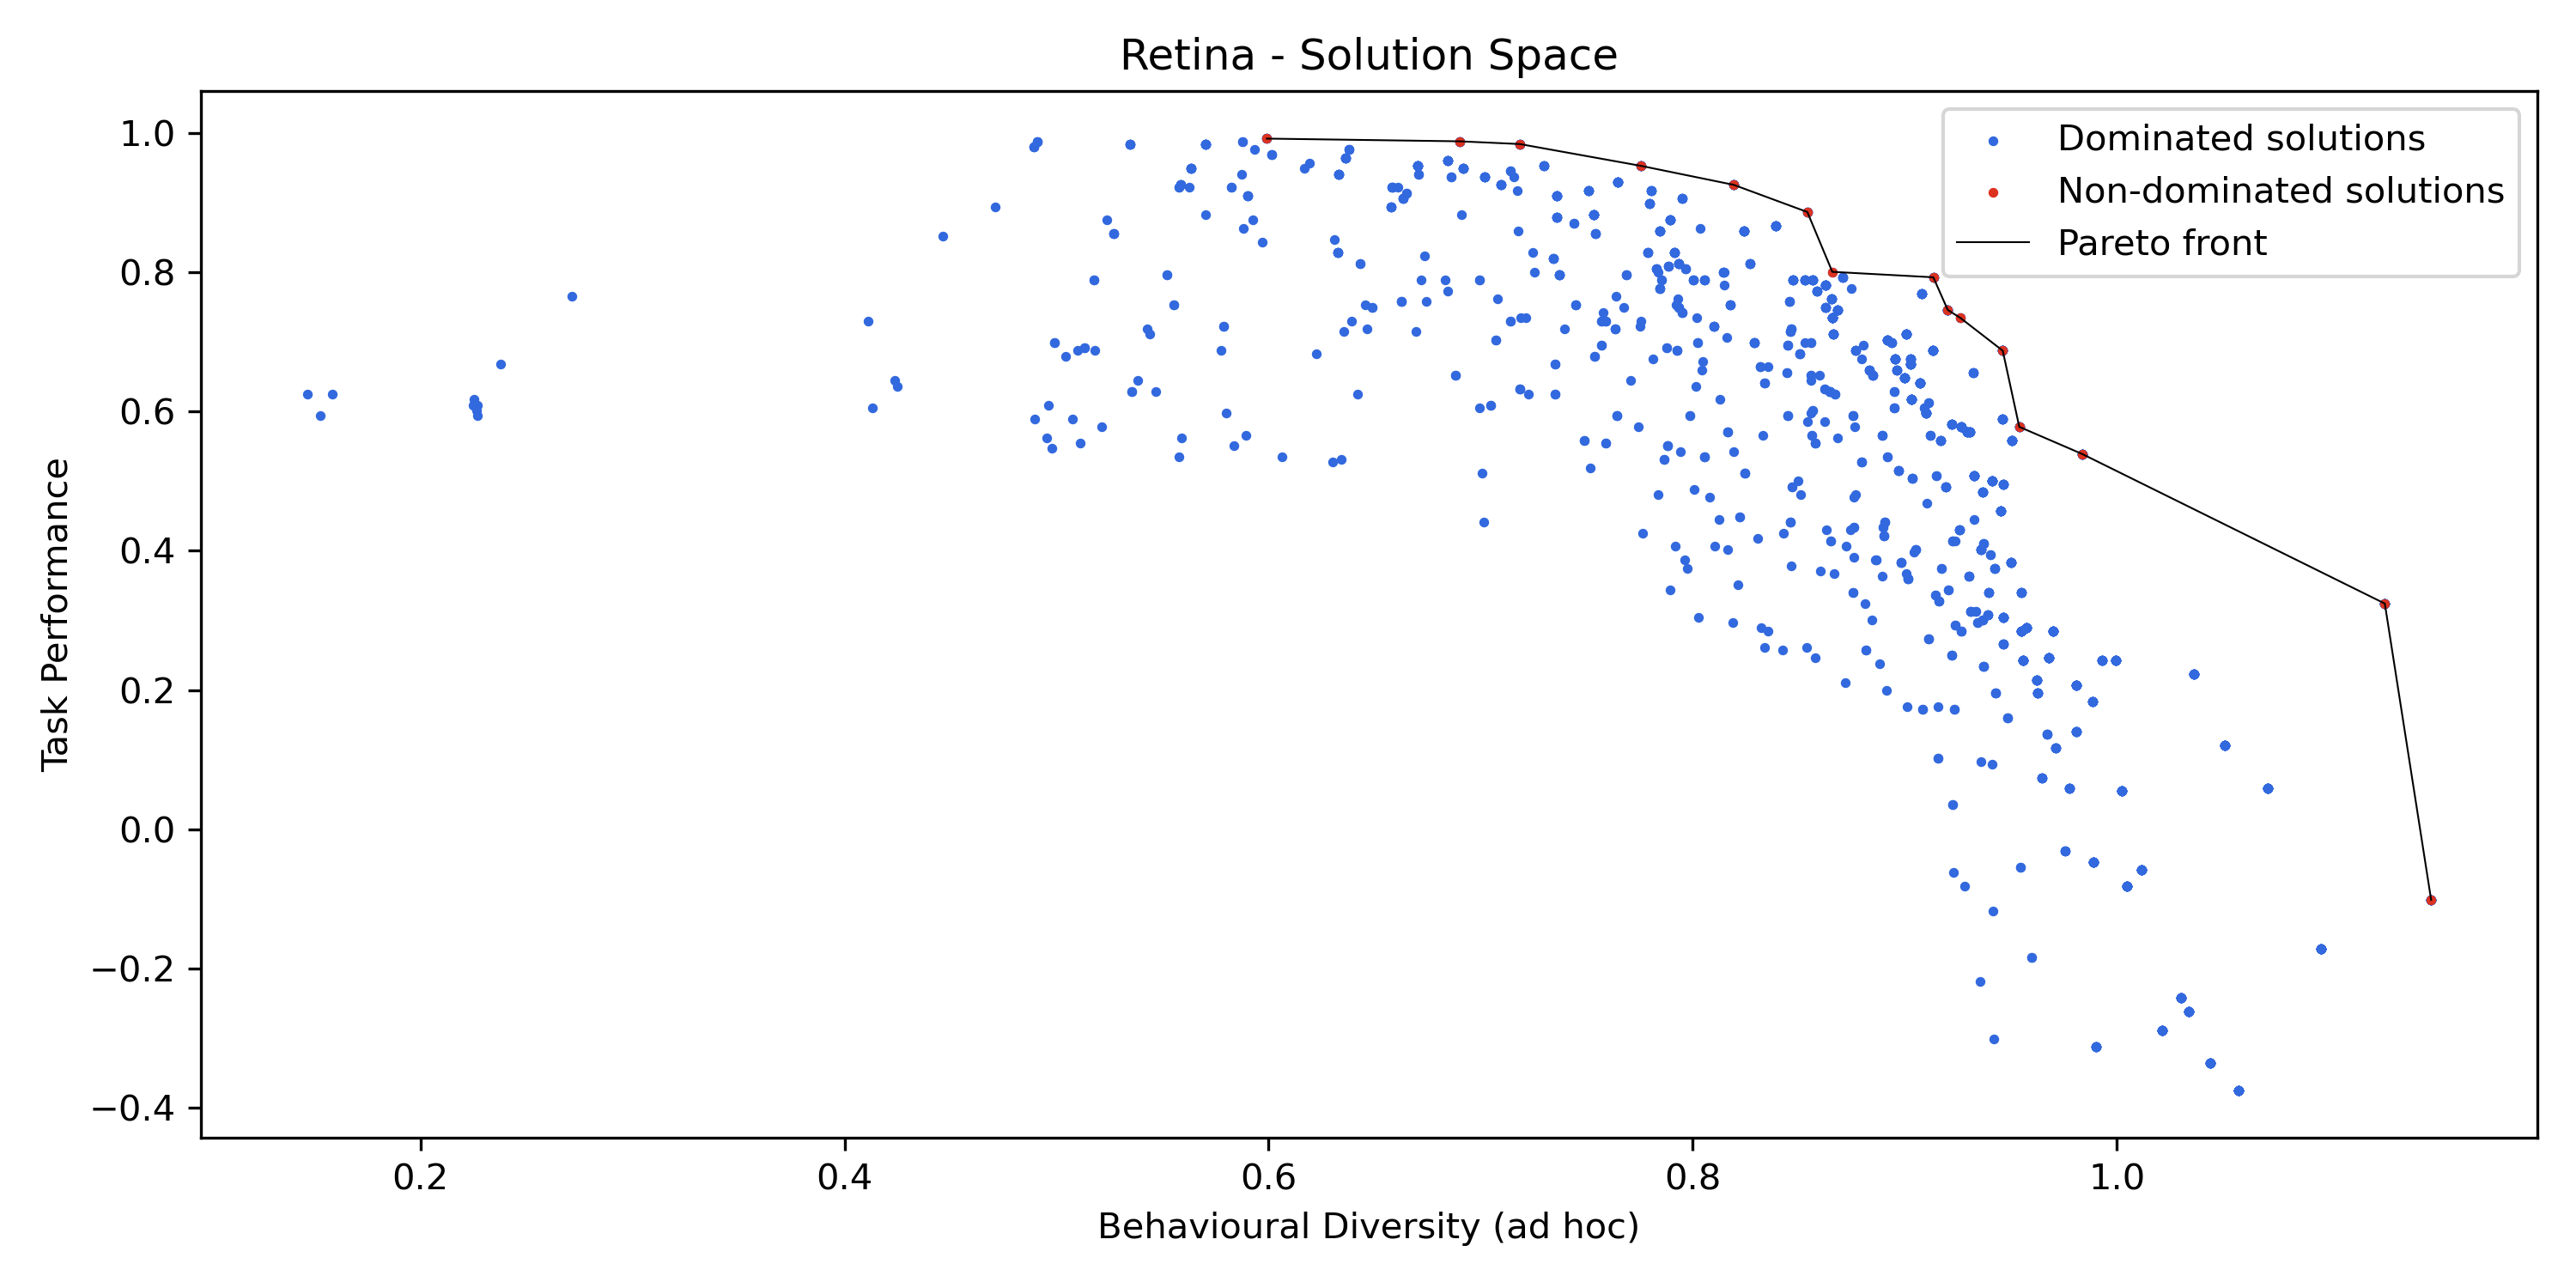 Retina - Solution Space
Dominated solutions
Non-dominated solutions
Pareto front
1.0
0.8
0.6
0.4
0.2
0.0
−0.2
−0.4
Task Performance
0.2
0.4
0.6
0.8
1.0
Behavioural Diversity (ad hoc)